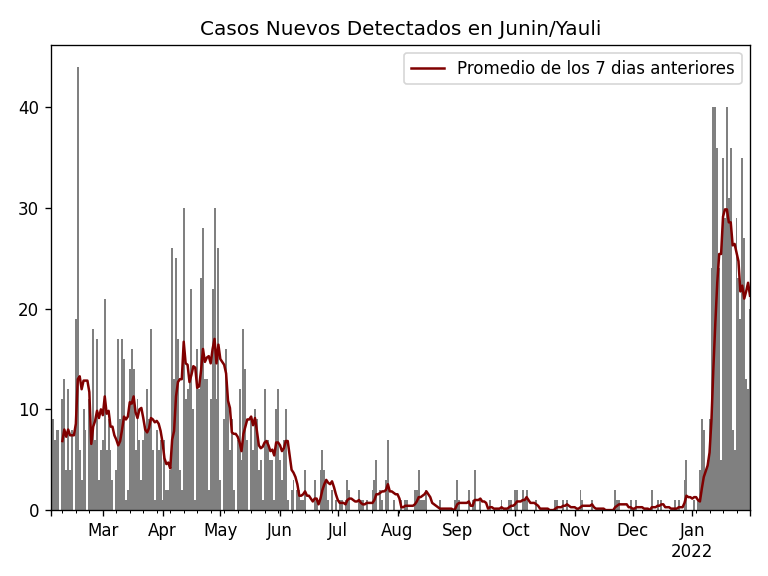 Casos Nuevos Detectados en Junin/Yauli
Promedio de los 7 dias anteriores
40
30
20
10
0
Mar Apr May Jun Jul Aug Sep Oct Nov Dec Jan
2022